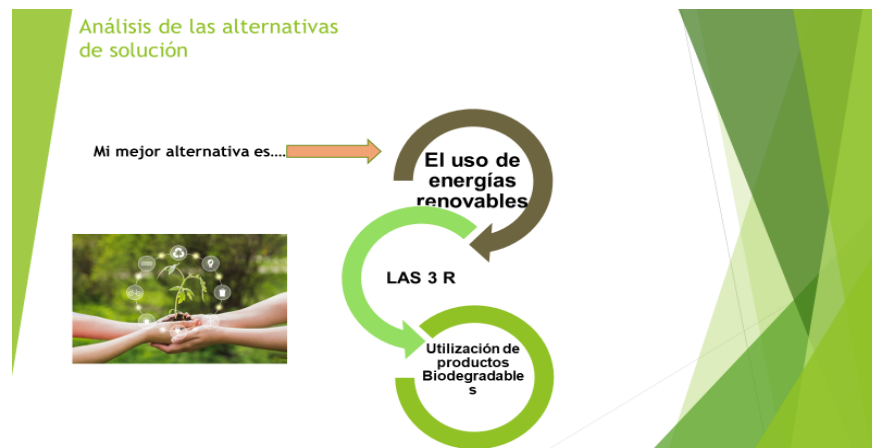 Análisis de las alternativas
de solución
Mi mejor alternativa es....
El uso de
energías
renovables
LAS 3 R
Utilización de
productos
Biodegradable
s